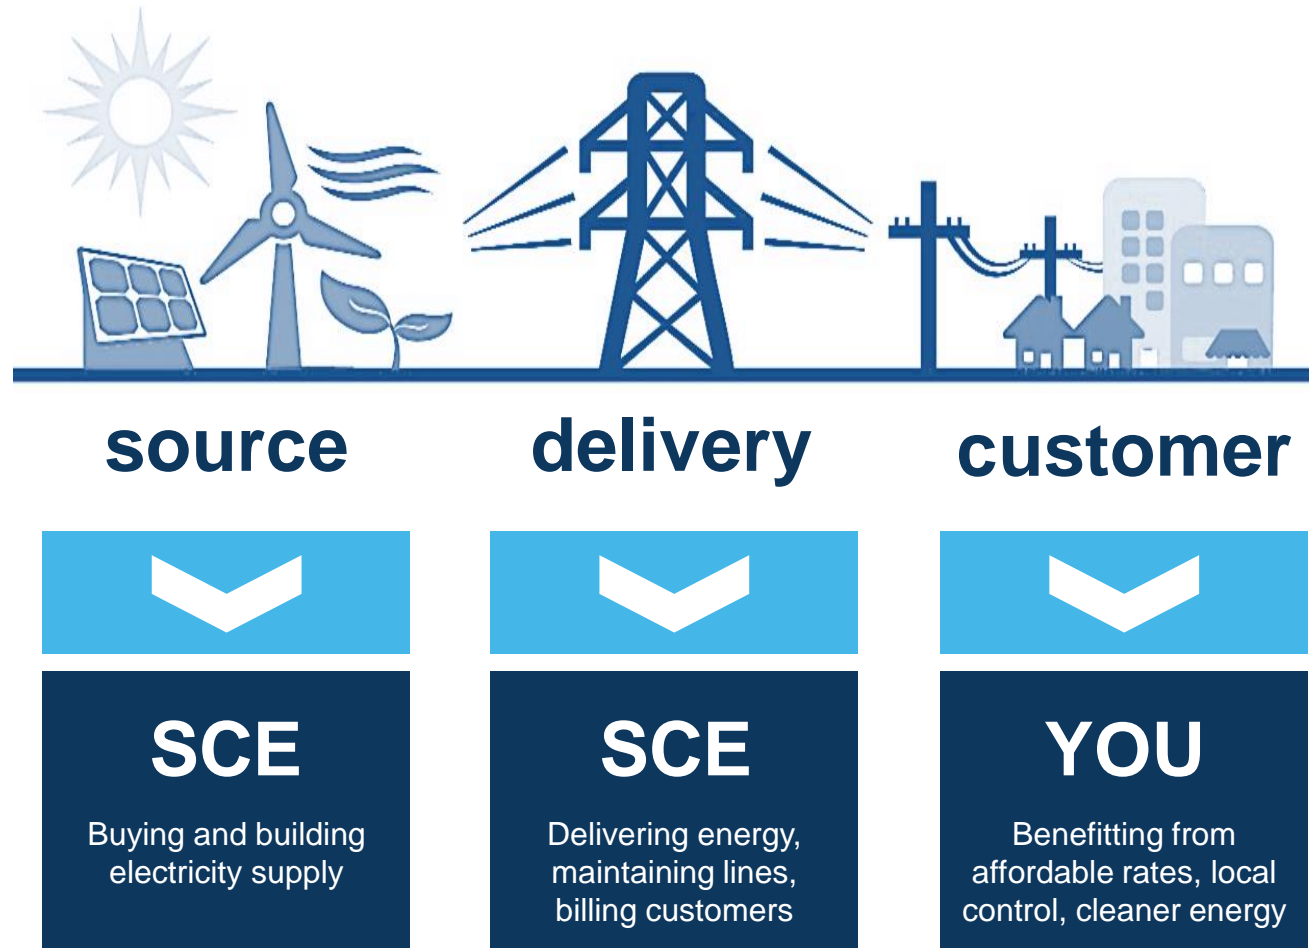 source
delivery
customer
SCE
Buying and building
electricity supply
SCE
Delivering energy,
maintaining lines,
billing customers
YOU
Benefitting from
affordable rates, local
control, cleaner energy